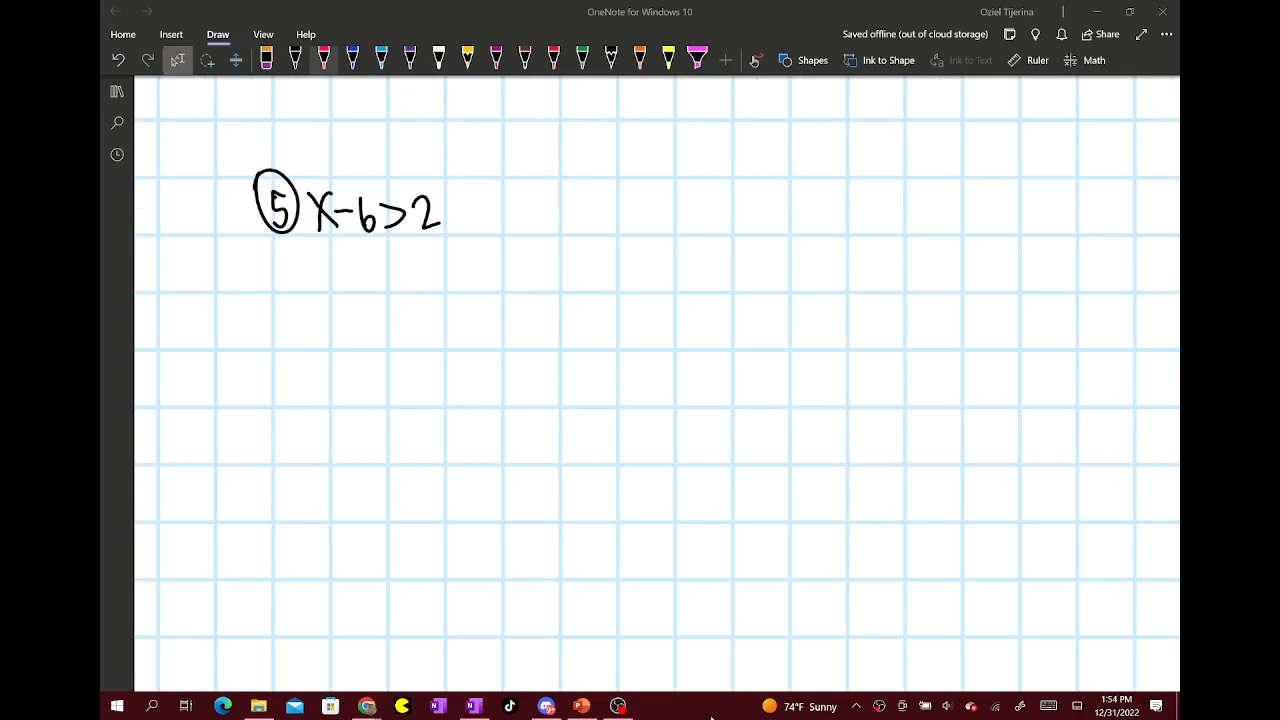 OneNote for Windows 10
Oziel Tijerina
Home Insert Draw View Help
Saved offline (out of cloud storage)
Share
Shapes
Ink to Shape
Ink to Text
Ruler
Math
⑤ x-6>2
74°F Sunny
1:54 PM
12/31/2022